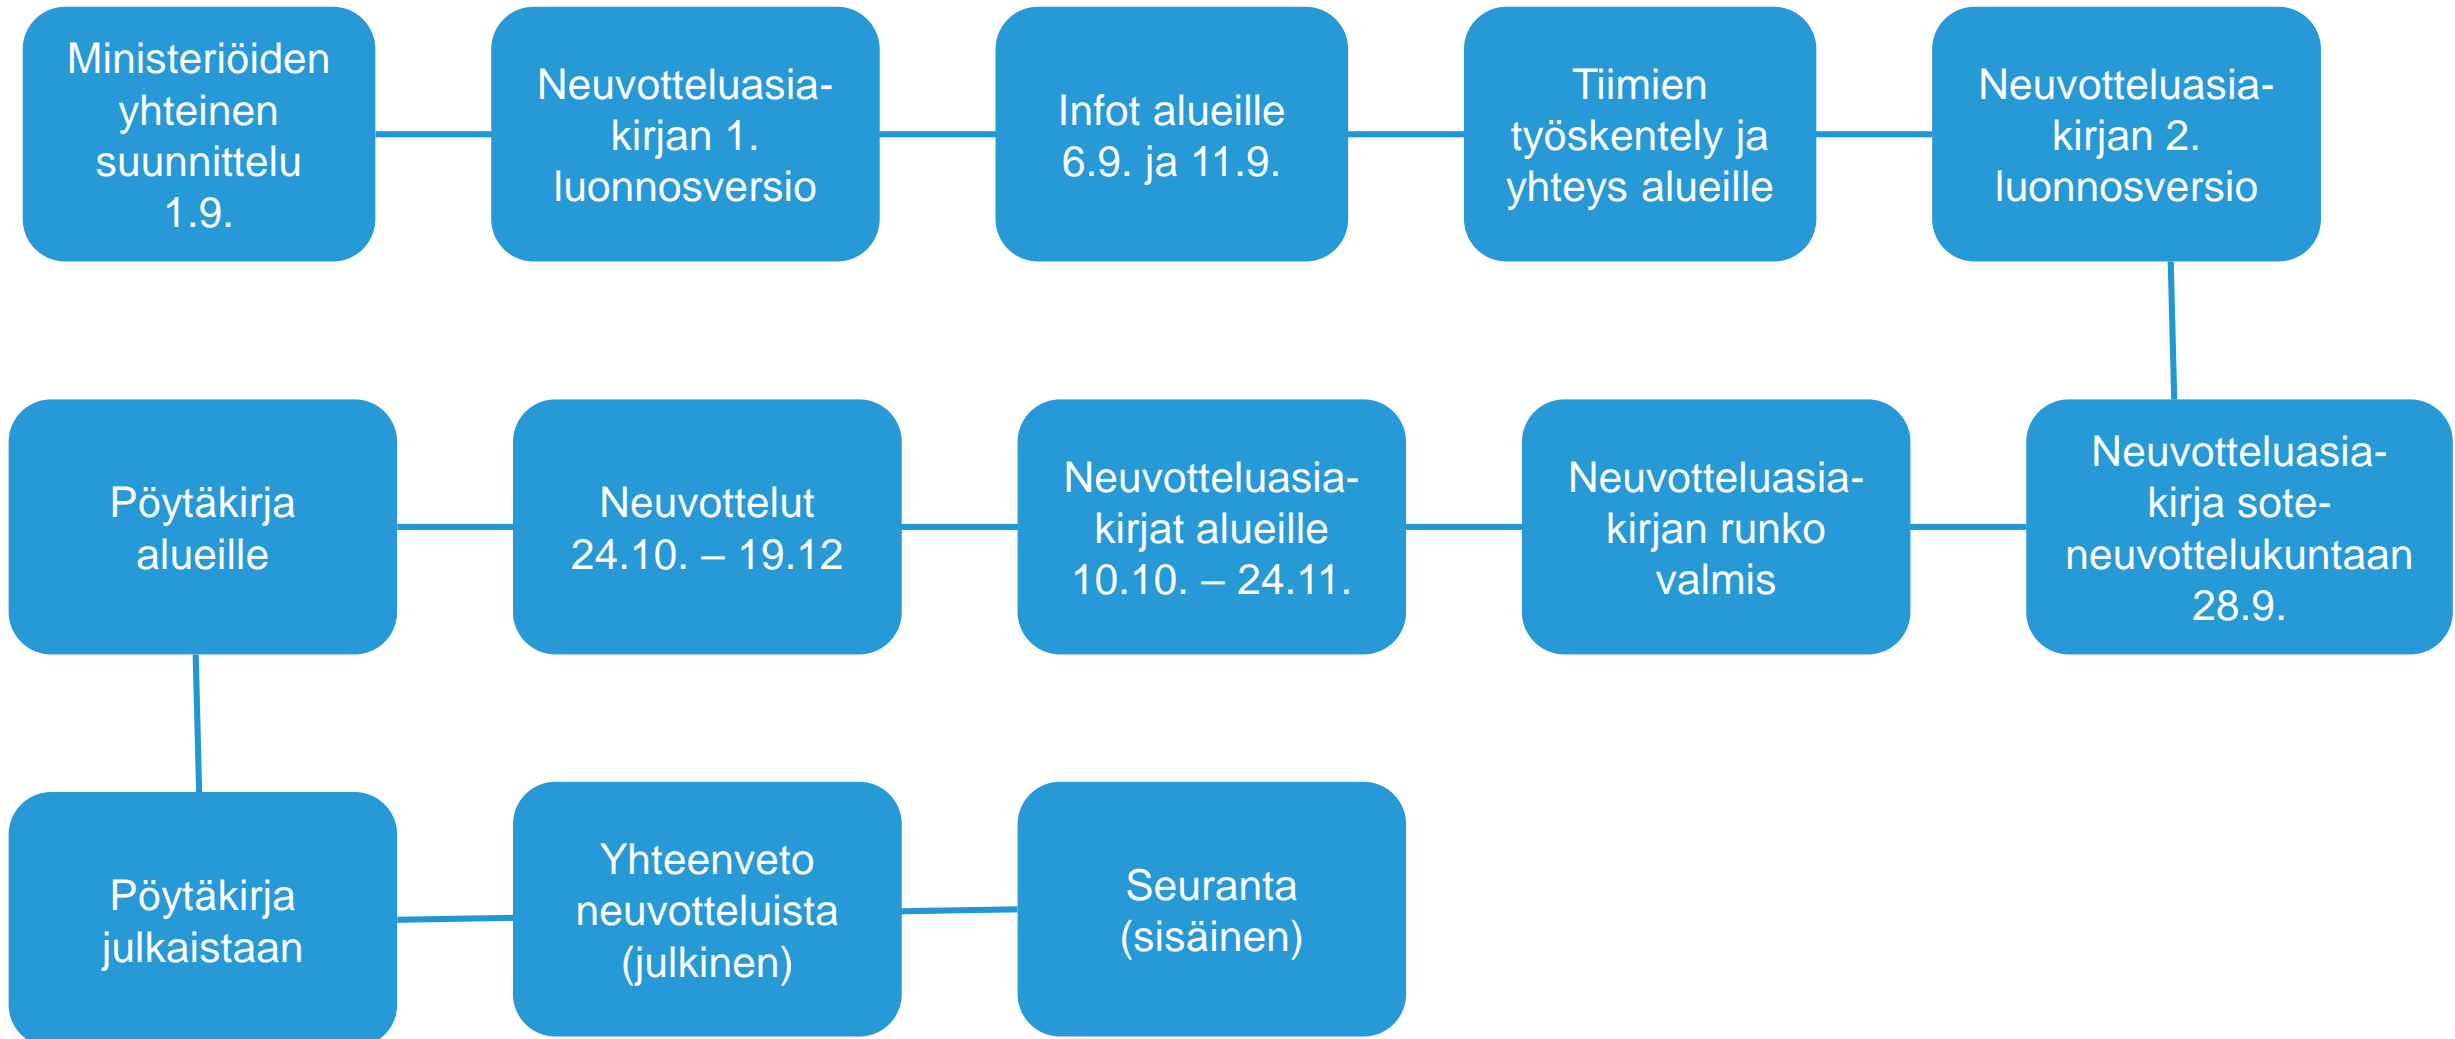 Ministeriöiden
yhteinen
suunnittelu
1.9.
Neuvotteluasia-
kirjan 1.
luonnosversio
Infot alueille
6.9. ja 11.9.
Tiimien
työskentely ja
yhteys alueille
Neuvotteluasia-
kirjan 2.
luonnosversio
Neuvotteluasia-
kirja sote-
neuvottelukuntaan
28.9.
Neuvotteluasia-
kirjan runko
valmis
Neuvotteluasia-
kirjat alueille
10.10. – 24.11.
Neuvottelut
24.10. – 19.12
Pöytäkirja
alueille
Pöytäkirja
julkaistaan
Yhteenveto
neuvotteluista
(julkinen)
Seuranta
(sisäinen)